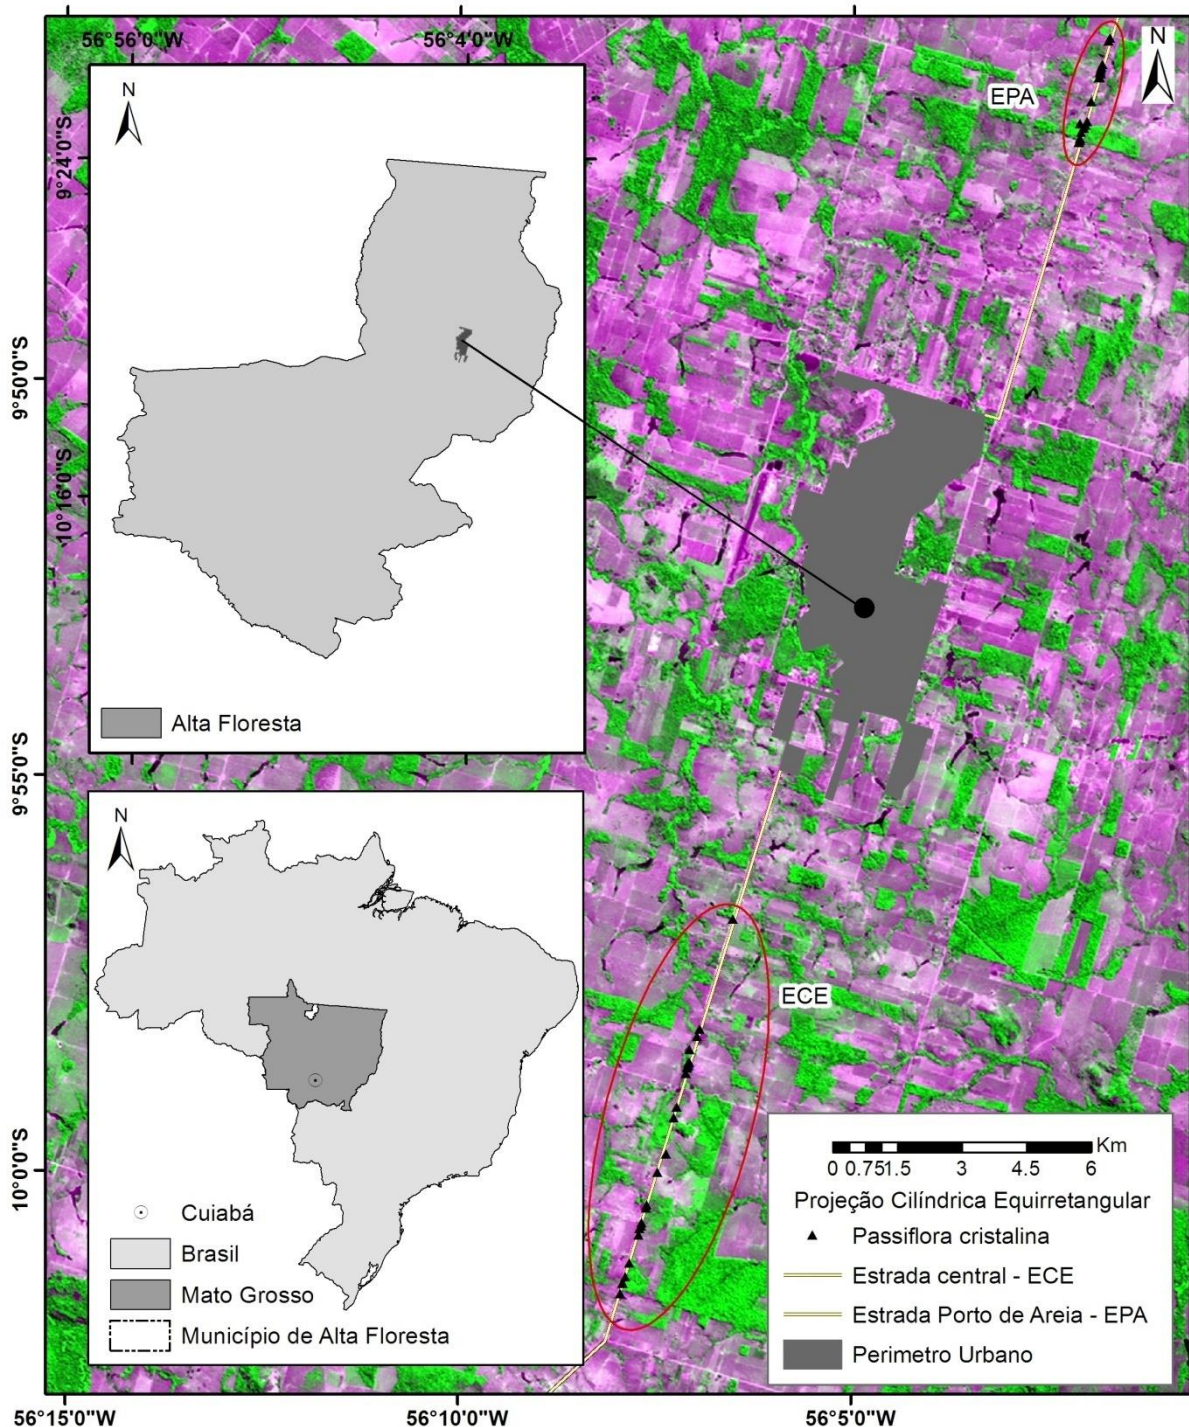 56°56'0"W
56°4'0"W
N
EPA
N
9°24'0"S
9°50'0"S
10°16'0"S
Alta Floresta
9°55'0"S
N
ECE
10°0'0"S
Cuiabá
Brasil
Mato Grosso
Município de Alta Floresta
Km
0 0.75 1.5 3 4.5 6
Projeção Cilíndrica Equirretangular
Passiflora cristalina
Estrada central - ECE
Estrada Porto de Areia - EPA
Perimetro Urbano
56°15'0"W
56°10'0"W
56°5'0"W